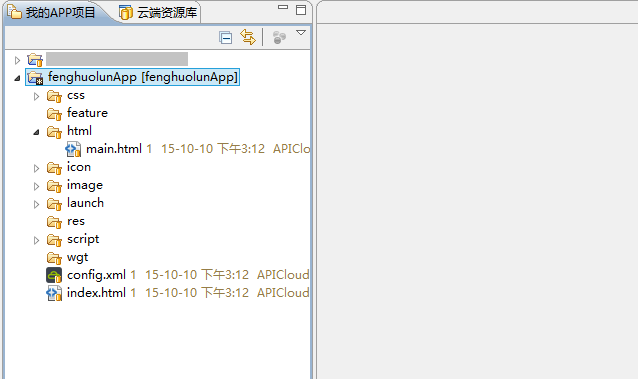 我的APP项目 云端资源库
fenghuolunApp [fenghuolunApp]
css
feature
html
main.html 1 15-10-10 下午3:12 APIClo
icon
image
launch
res
script
wgt
config.xml 1 15-10-10 下午3:12 APICloud
index.html 1 15-10-10 下午3:12 APICloud